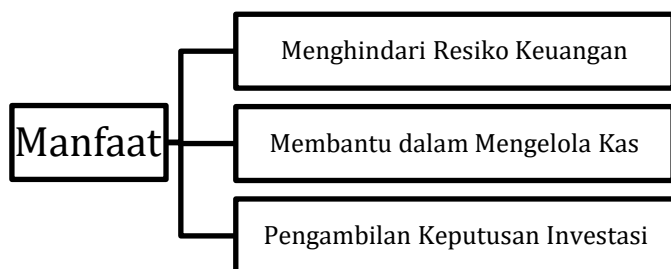 Menghindari Resiko Keuangan
Manfaat
Membantu dalam Mengelola Kas
Pengambilan Keputusan Investasi